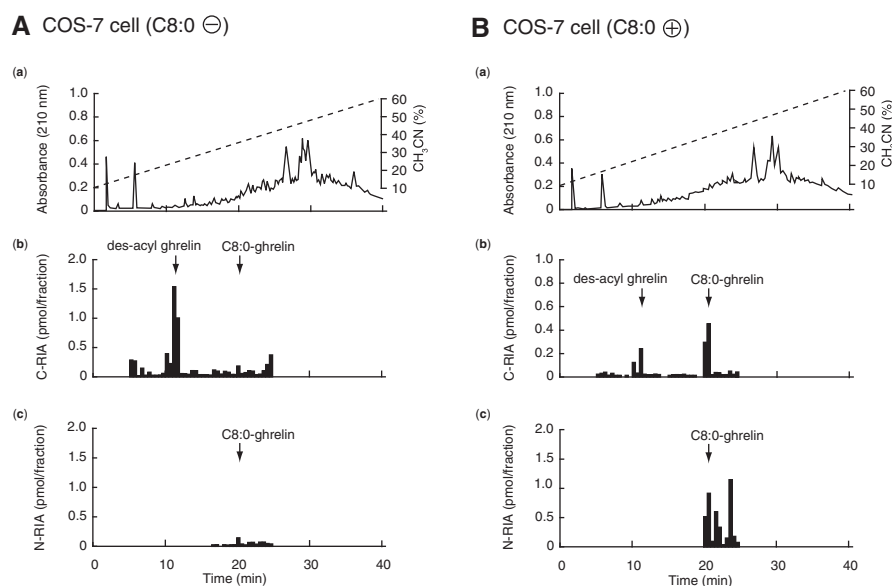 A COS-7 cell (C8:0 ⊖)
(a)
Absorbance (210 nm)
1.0
0.8
0.6
0.4
0.2
0
60
50
40
30
20
10
CH3CN (%)
(b)
C-RIA (pmol/fraction)
2.0
1.5
1.0
0.5
0
des-acyl ghrelin
C8:0-ghrelin
(c)
N-RIA (pmol/fraction)
2.0
1.5
1.0
0.5
0
C8:0-ghrelin
0 10 20 30 40
Time (min)
B COS-7 cell (C8:0 ⊕)
(a)
Absorbance (210 nm)
1.0
0.8
0.6
0.4
0.2
0
60
50
40
30
20
10
CH3CN (%)
(b)
C-RIA (pmol/fraction)
1.0
0.8
0.6
0.4
0.2
0
des-acyl ghrelin
C8:0-ghrelin
(c)
N-RIA (pmol/fraction)
2.0
1.5
1.0
0.5
0
C8:0-ghrelin
0 10 20 30 40
Time (min)